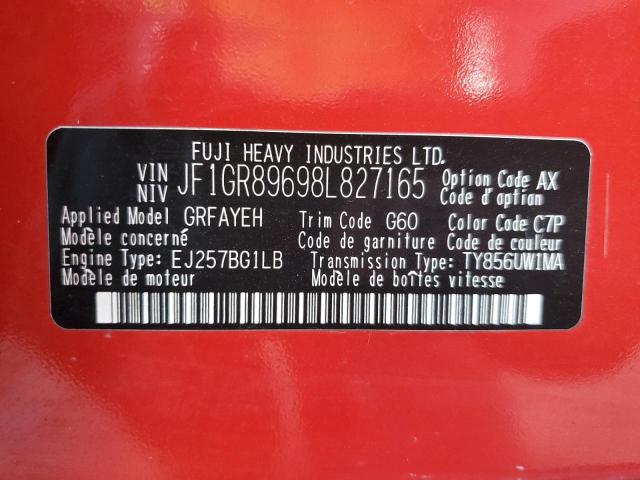 FUJI HEAVY INDUSTRIES LTD.
VIN NIV JF1GR89698L827165 Option Code AX
Code d'option
Applied Model GRFAYEH Trim Code G60 Color Code C7P
Modèle concerné Code de garniture Code couleur
Engine Type: EJ257BG1LB Transmission Type: TY856UW1MA
Modèle de moteur Modèle de boîtes vitesse